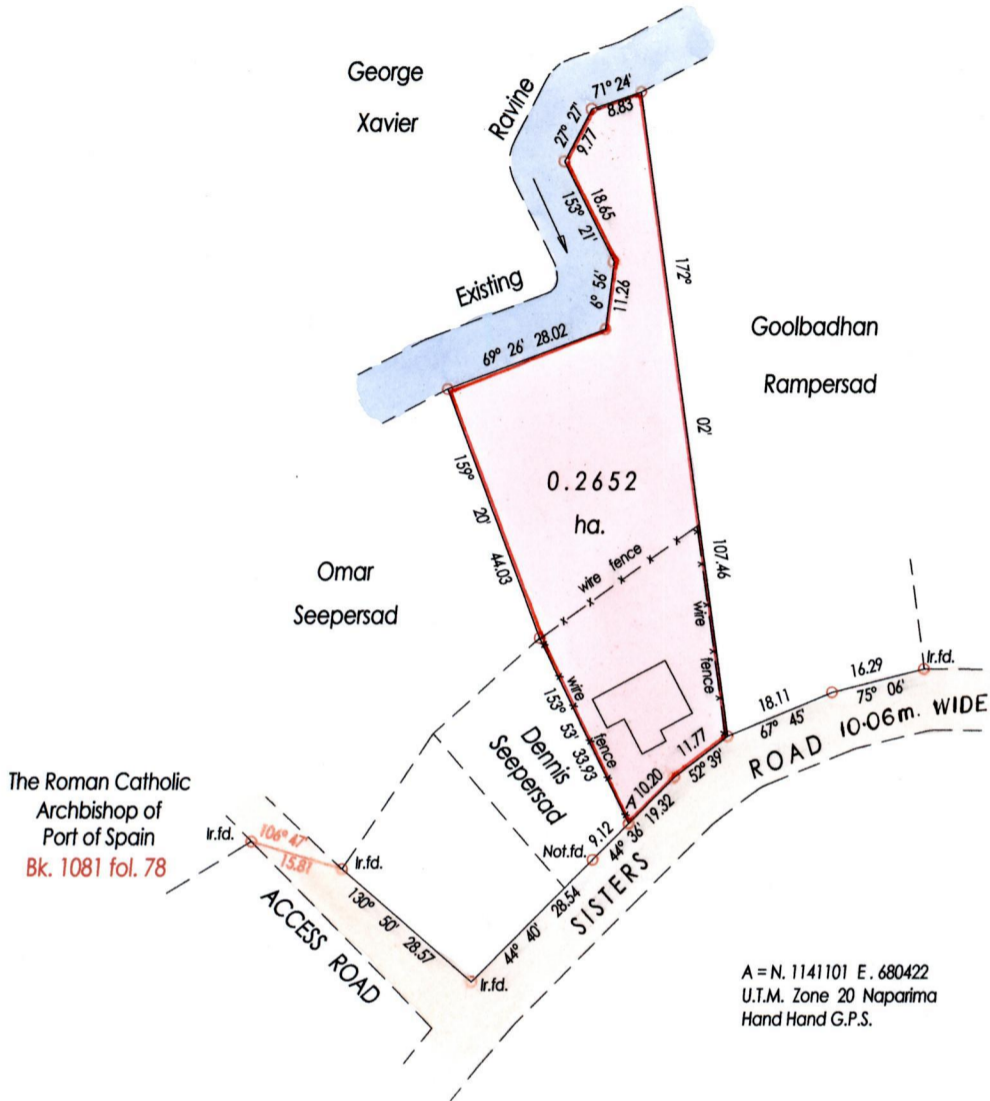 George
Xavier
Ravine
71° 24'
8.83
27° 27'
9.77
18.65
153° 21'
6° 56'
11.26
Existing
69° 26' 28.02
172° 02' 107.46
Goolbadhan
Rampersad
0.2652
ha.
159° 20' 44.03
Omar
Seepersad
wire fence
wire fence
wire fence
153° 53' 33.93
Dennis
Seepersad
11.77
52° 39'
A 10.20
9.12
44° 36' 19.32
18.11
67° 45'
16.29
75° 06'
Ir.fd.
SISTERS ROAD 10·06m. WIDE
Not.fd.
44° 40' 28.54
Ir.fd.
The Roman Catholic
Archbishop of
Port of Spain
Bk. 1081 fol. 78
Ir.fd.
106° 47'
15.81
Ir.fd.
130° 50' 28.57
ACCESS ROAD
A = N. 1141101 E. 680422
U.T.M. Zone 20 Naparima
Hand Hand G.P.S.